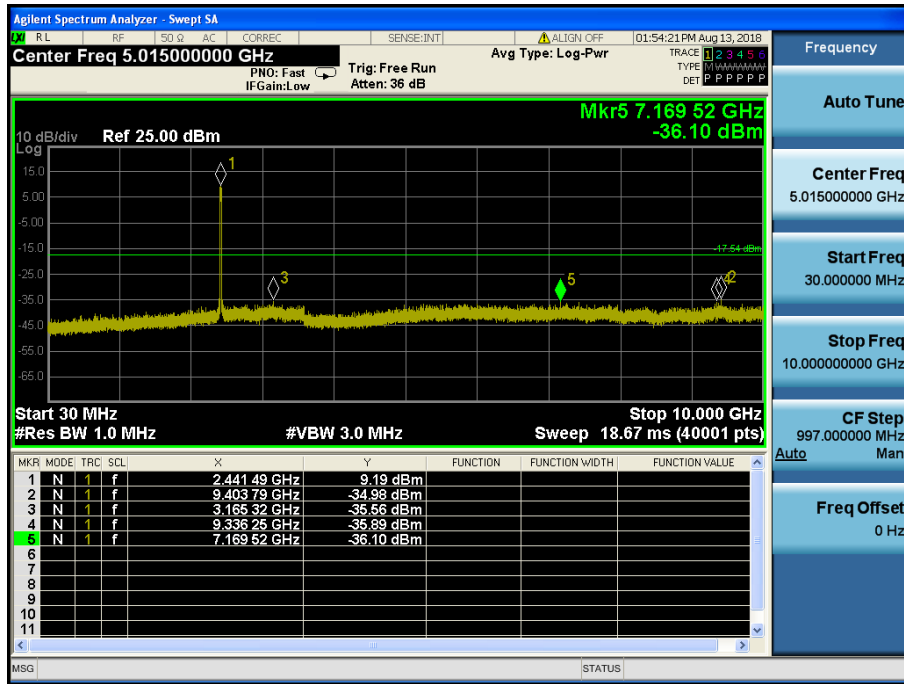 Agilent Spectrum Analyzer - Swept SA
LXI RL RF 50 Ω AC CORREC SENSE:INT ALIGN OFF 01:54:21 PM Aug 13, 2018
Center Freq 5.015000000 GHz
PNO: Fast
IFGain:Low
Trig: Free Run
Atten: 36 dB
Avg Type: Log-Pwr
TRACE 1 2 3 4 5 6
TYPE M WWWWW
DET P P P P P P
Mkr5 7.169 52 GHz
-36.10 dBm
10 dB/div Ref 25.00 dBm
Log
15.0
5.00
-5.00
-15.0
-25.0
-35.0
-45.0
-55.0
-65.0
1
-17.54 dBm
3
5
4 2
Start 30 MHz Stop 10.000 GHz
#Res BW 1.0 MHz #VBW 3.0 MHz Sweep 18.67 ms (40001 pts)
MKR MODE TRC SCL X Y FUNCTION FUNCTION WIDTH FUNCTION VALUE
1 N 1 f 2.441 49 GHz 9.19 dBm
2 N 1 f 9.403 79 GHz -34.98 dBm
3 N 1 f 3.165 32 GHz -35.56 dBm
4 N 1 f 9.336 25 GHz -35.89 dBm
5 N 1 f 7.169 52 GHz -36.10 dBm
6
7
8
9
10
11
MSG STATUS
Frequency
Auto Tune
Center Freq
5.015000000 GHz
Start Freq
30.000000 MHz
Stop Freq
10.000000000 GHz
CF Step
997.000000 MHz
Auto Man
Freq Offset
0 Hz